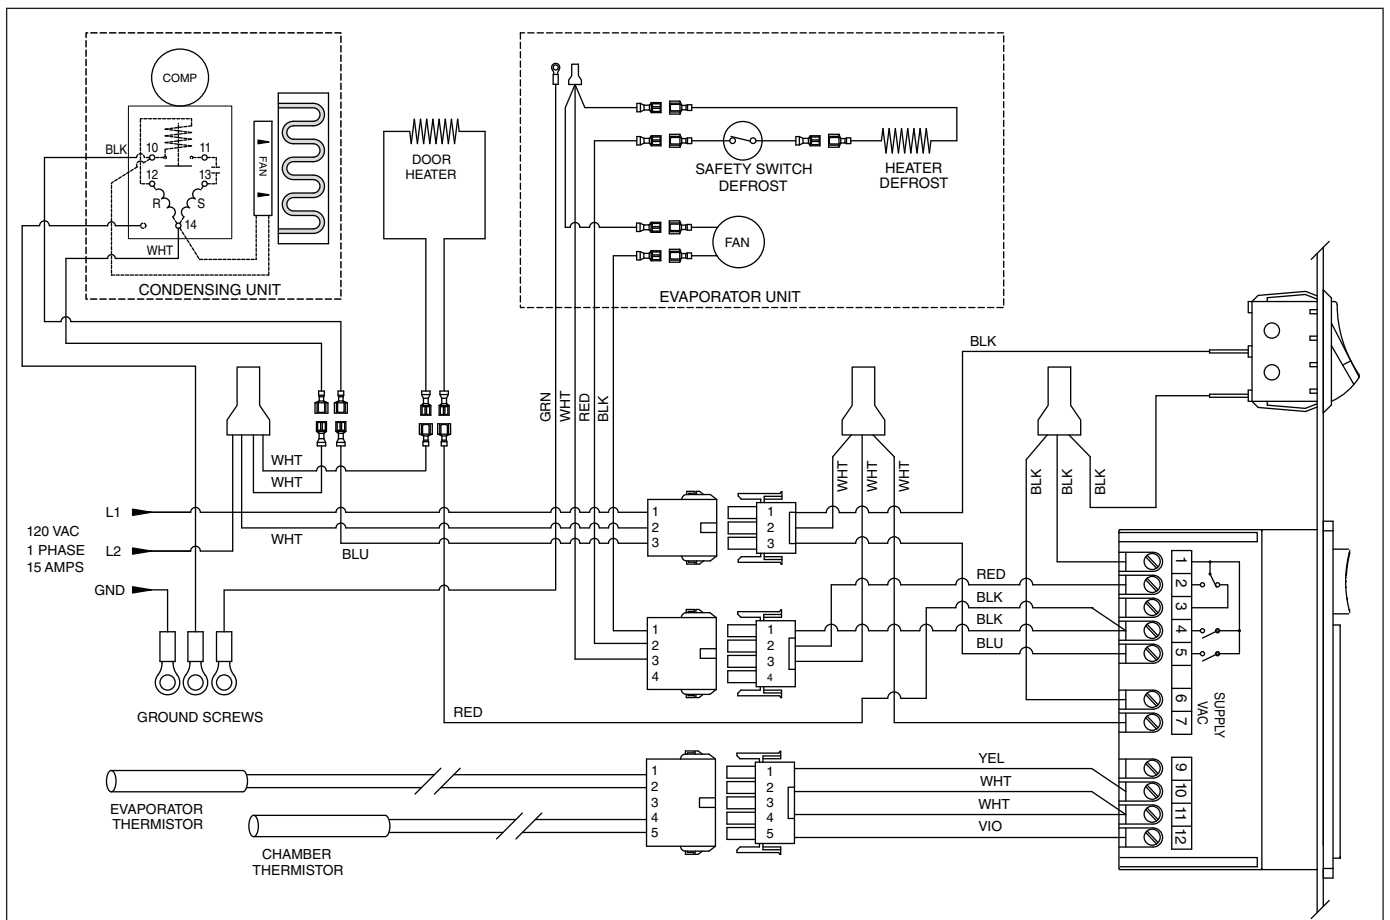 COMP
BLK
10
11
12
13
R
S
14
WHT
FAN
CONDENSING UNIT
DOOR
HEATER
SAFETY SWITCH
DEFROST
HEATER
DEFROST
FAN
EVAPORATOR UNIT
GRN
WHT
RED
BLK
BLK
WHT
WHT
WHT
BLK
BLK
BLK
WHT
WHT
WHT
BLU
120 VAC
1 PHASE
15 AMPS
L1
L2
GND
GROUND SCREWS
1
2
3
1
2
3
1
2
3
4
1
2
3
4
RED
BLK
BLK
BLU
RED
1
2
3
4
5
6
7
SUPPLY
VAC
9
10
11
12
EVAPORATOR
THERMISTOR
CHAMBER
THERMISTOR
1
2
3
4
5
1
2
3
4
5
YEL
WHT
WHT
VIO